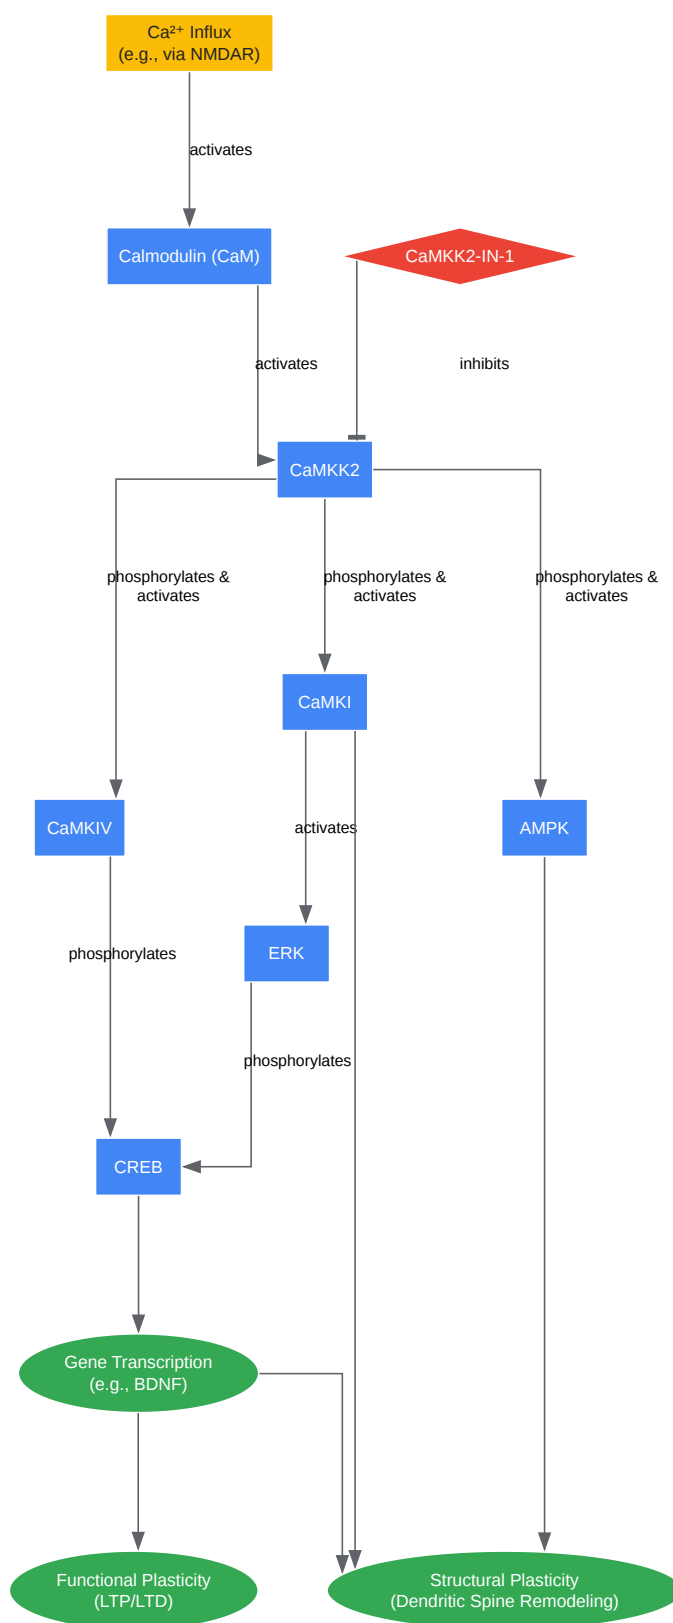 Ca²⁺ Influx
(e.g., via NMDAR)
activates
Calmodulin (CaM)
CaMKK2-IN-1
activates
inhibits
CaMKK2
phosphorylates &
activates
phosphorylates &
activates
phosphorylates &
activates
CaMKI
CaMKIV
activates
AMPK
phosphorylates
ERK
phosphorylates
CREB
Gene Transcription
(e.g., BDNF)
Functional Plasticity
(LTP/LTD)
Structural Plasticity
(Dendritic Spine Remodeling)